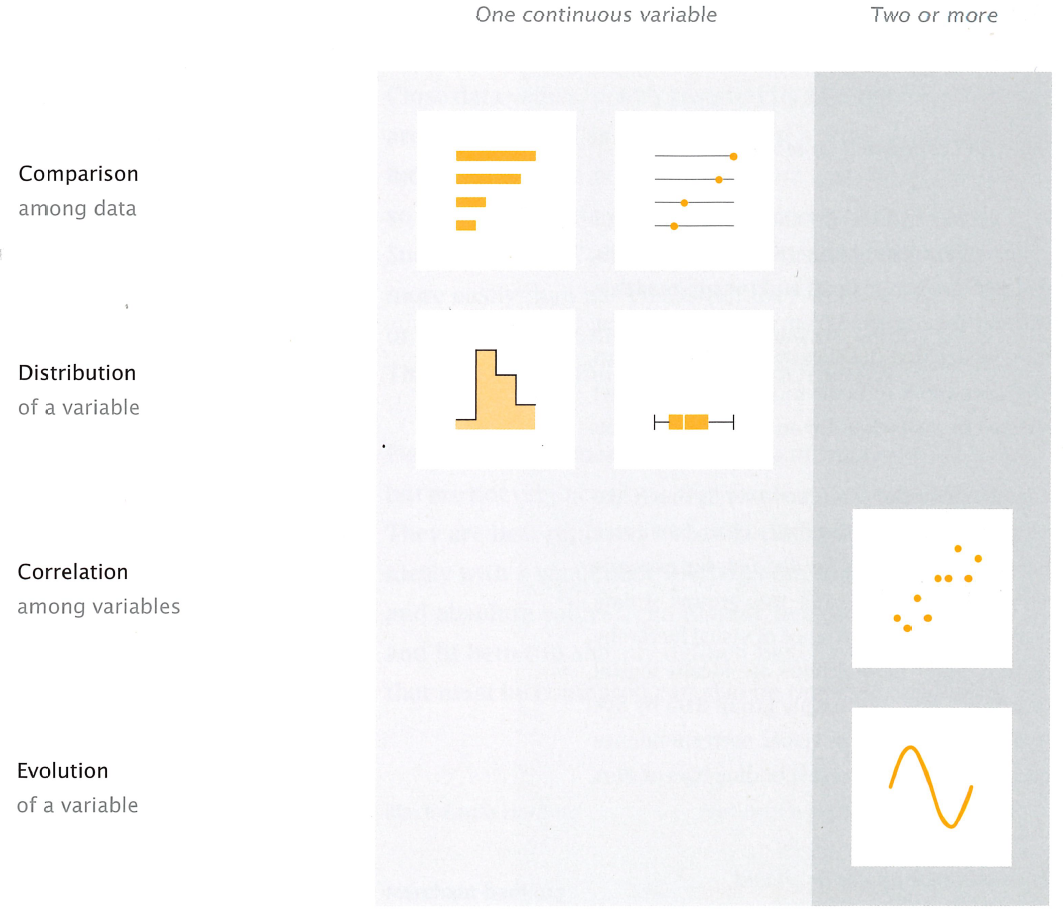 One continuous variable
Two or more
Comparison
among data
Distribution
of a variable
Correlation
among variables
Evolution
of a variable